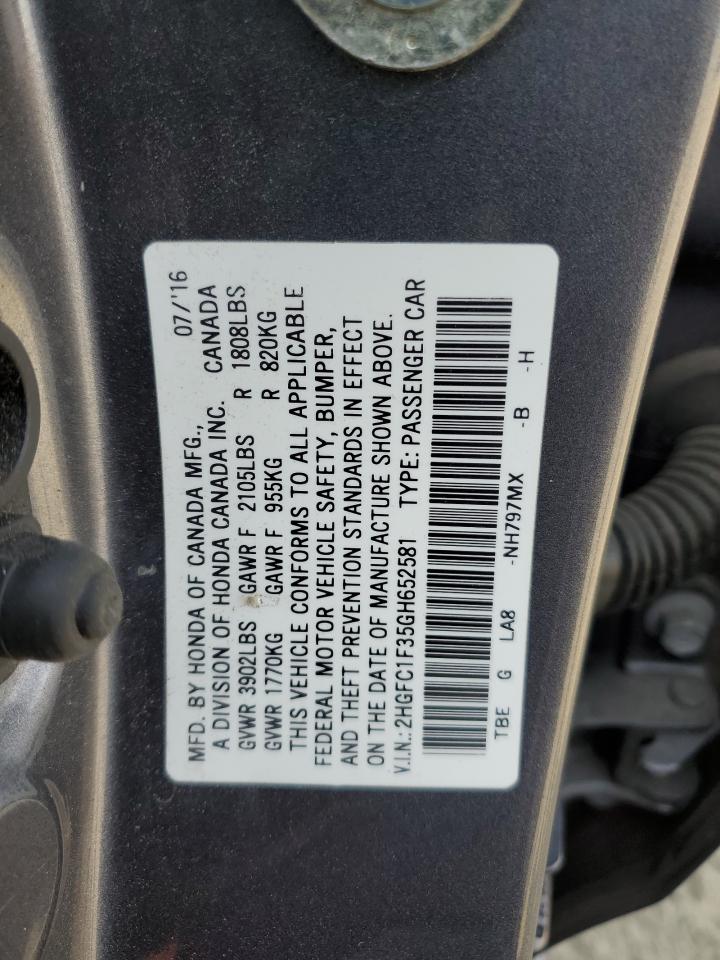 MFD. BY HONDA OF CANADA MFG., 07/'16
A DIVISION OF HONDA CANADA INC. CANADA
GVWR 3902LBS GAWR F 2105LBS R 1808LBS
GVWR 1770KG GAWR F 955KG R 820KG
THIS VEHICLE CONFORMS TO ALL APPLICABLE
FEDERAL MOTOR VEHICLE SAFETY, BUMPER,
AND THEFT PREVENTION STANDARDS IN EFFECT
ON THE DATE OF MANUFACTURE SHOWN ABOVE.
V.I.N.: 2HGFC1F35GH652581 TYPE: PASSENGER CAR
TBE G LA8 -NH797MX -B -H